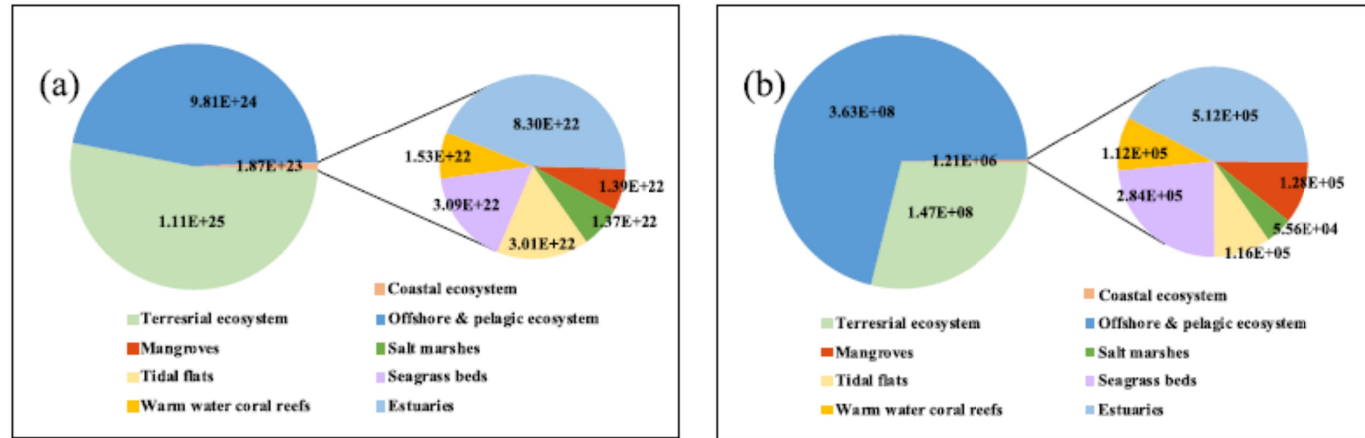 (a)
9.81E+24
8.30E+22
1.53E+22
1.87E+23
1.39E+22
3.09E+22
1.37E+22
1.11E+25
3.01E+22
Coastal ecosystem
Terresrial ecosystem
Offshore & pelagic ecosystem
Mangroves
Salt marshes
Tidal flats
Seagrass beds
Warm water coral reefs
Estuaries
(b)
3.63E+08
5.12E+05
1.12E+05
1.21E+06
1.28E+05
2.84E+05
1.47E+08
5.56E+04
1.16E+05
Coastal ecosystem
Terresrial ecosystem
Offshore & pelagic ecosystem
Mangroves
Salt marshes
Tidal flats
Seagrass beds
Warm water coral reefs
Estuaries